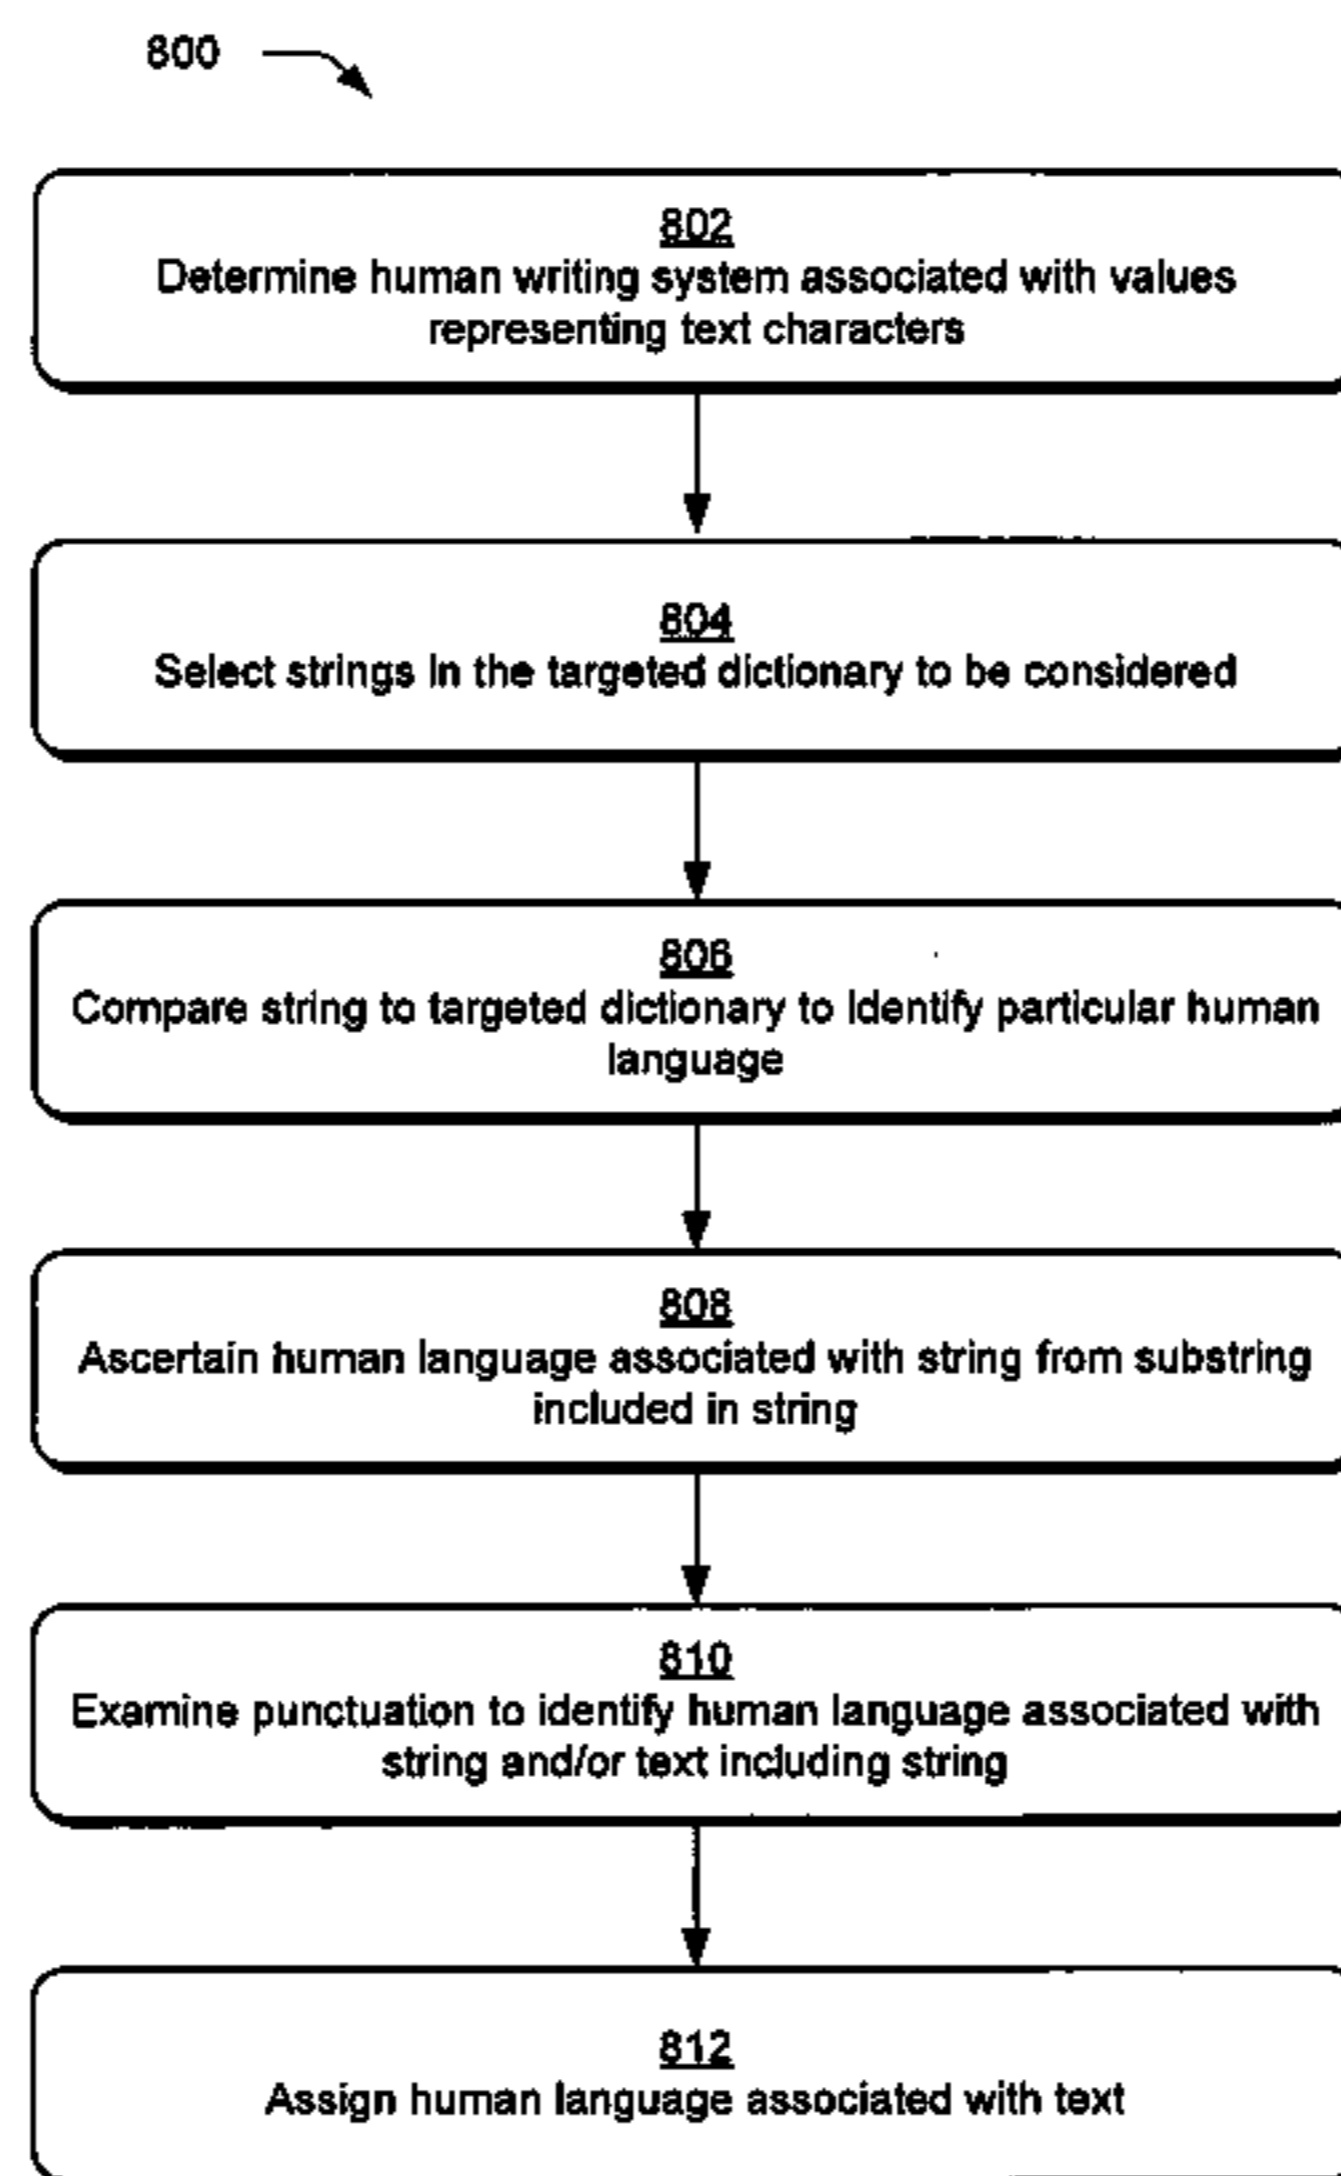 800
802
Determine human writing system associated with values
representing text characters
804
Select strings in the targeted dictionary to be considered
806
Compare string to targeted dictionary to identify particular human
language
808
Ascertain human language associated with string from substring
included in string
810
Examine punctuation to identify human language associated with
string and/or text including string
812
Assign human language associated with text